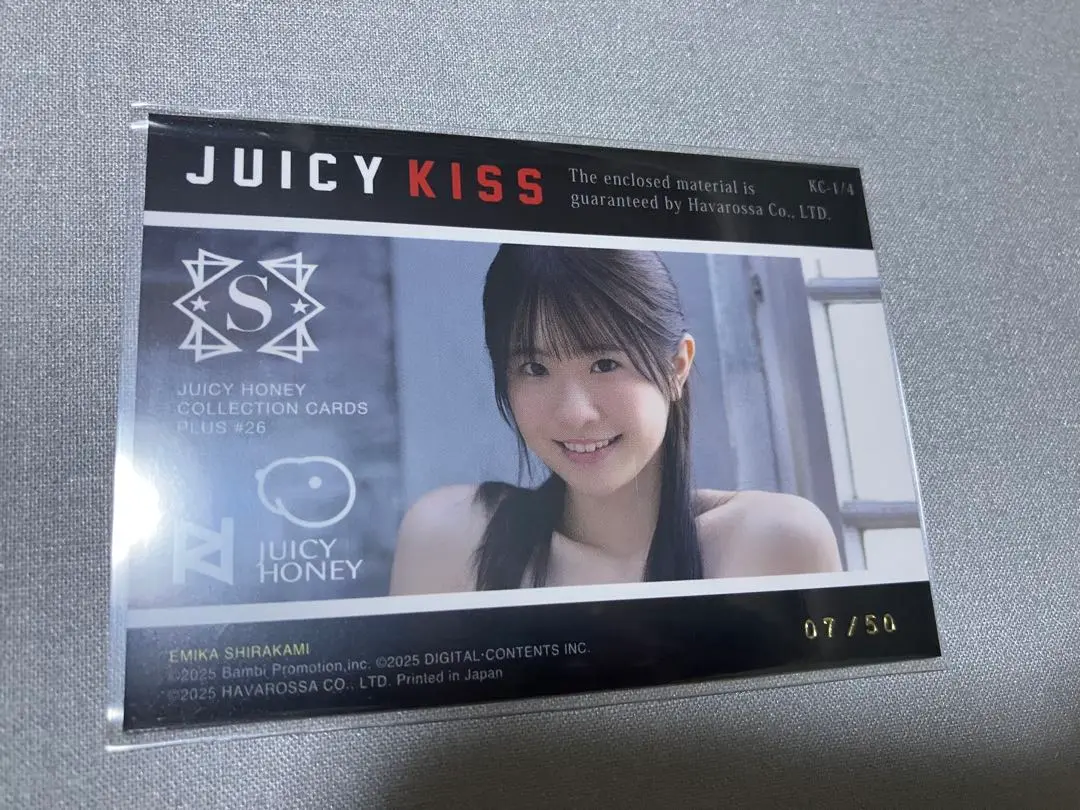 JUICY KISS
The enclosed material is
guaranteed by Havarossa Co., LTD.
KC-1/4
S
JUICY HONEY
COLLECTION CARDS
PLUS #26
JUICY
HONEY
EMIKA SHIRAKAMI
©2025 Bambi Promotion,inc. ©2025 DIGITAL·CONTENTS INC.
©2025 HAVAROSSA CO., LTD. Printed in Japan
07/50